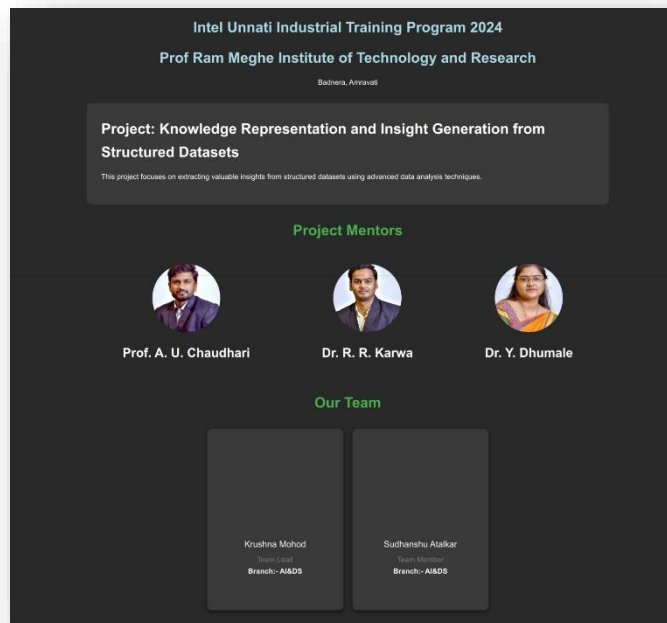 Intel Unnati Industrial Training Program 2024
Prof Ram Meghe Institute of Technology and Research
Badnera, Amravati
Project: Knowledge Representation and Insight Generation from
Structured Datasets
This project focuses on extracting valuable insights from structured datasets using advanced data analysis techniques.
Project Mentors
Prof. A. U. Chaudhari
Dr. R. R. Karwa
Dr. Y. Dhumale
Our Team
Krushna Mohod
Team Lead
Branch:- AI&DS
Sudhanshu Atalkar
Team Member
Branch:- AI&DS